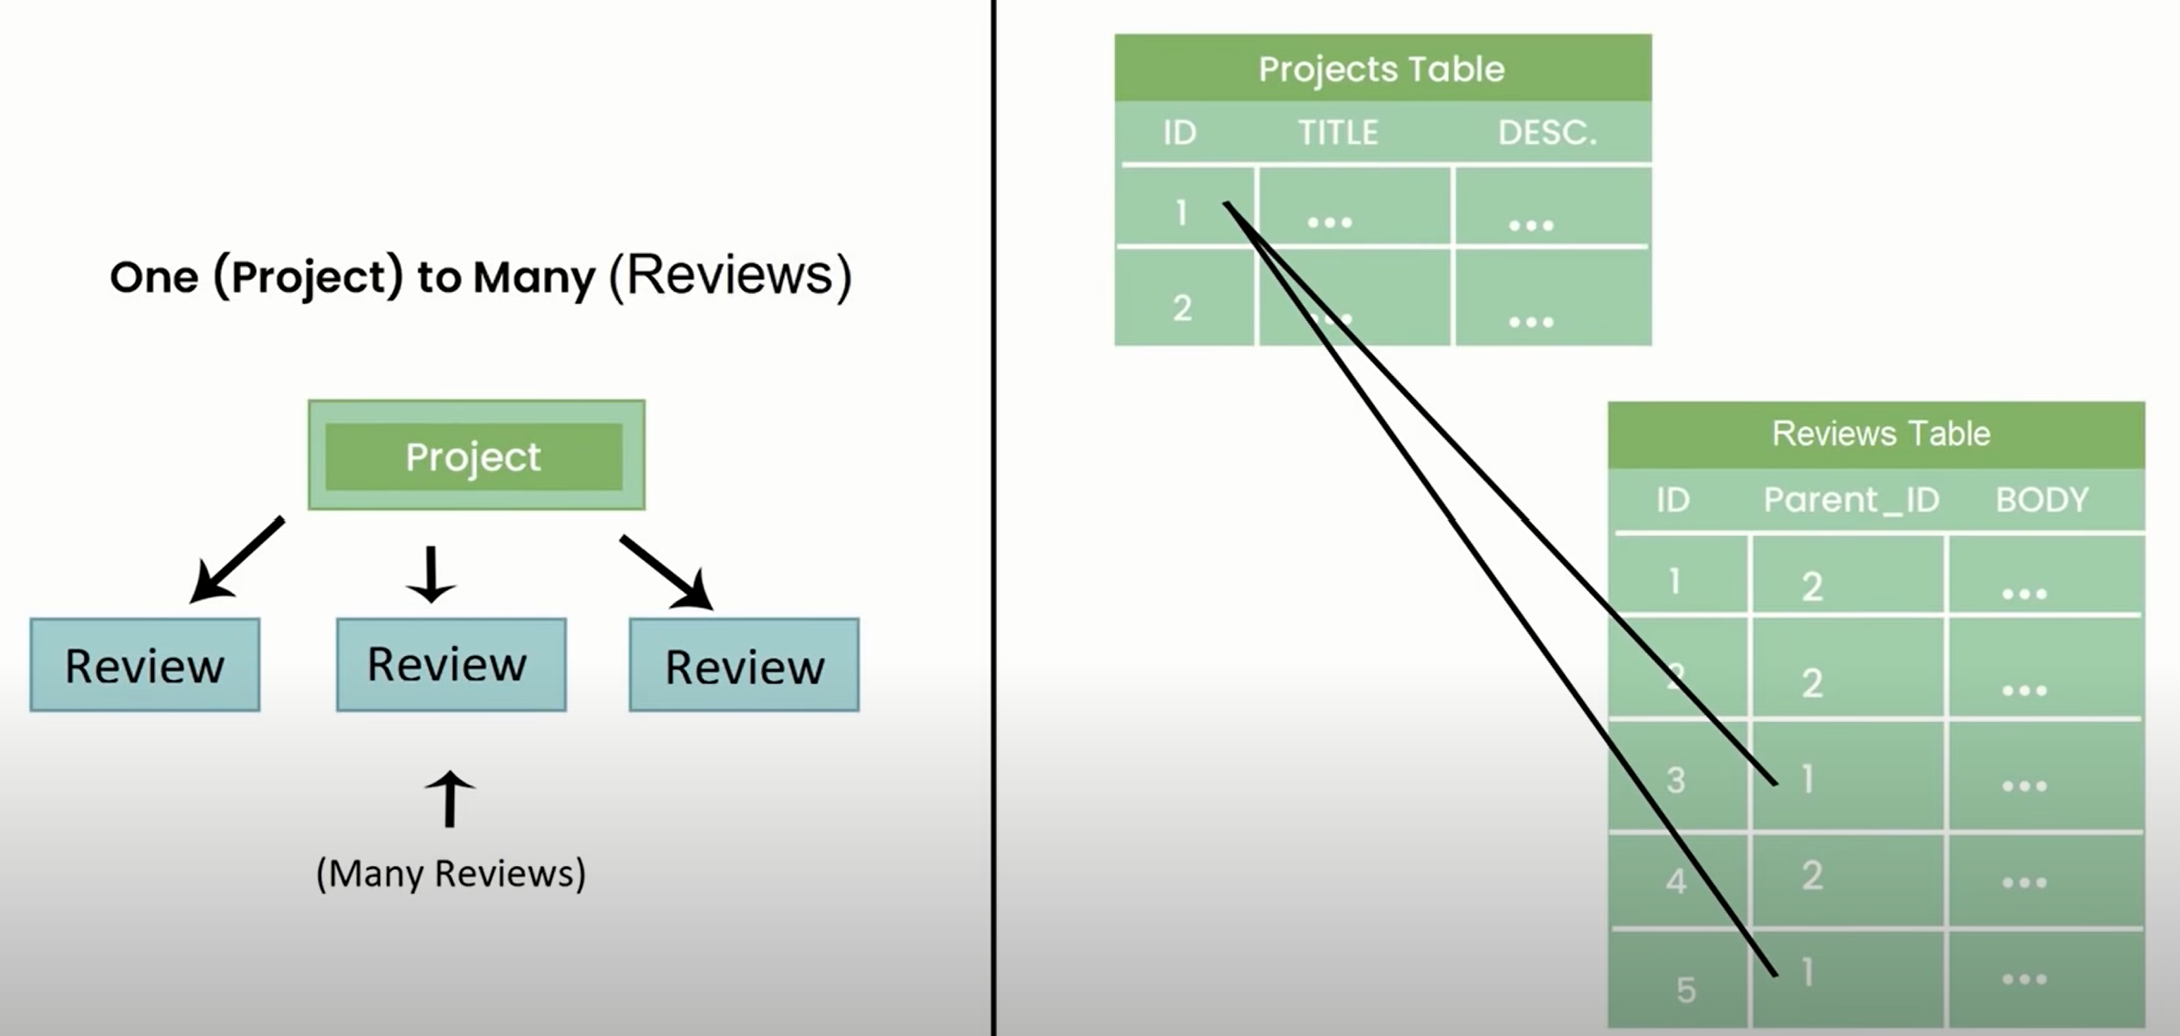 One (Project) to Many (Reviews)
Project
Review Review Review
(Many Reviews)
Projects Table
ID TITLE DESC.
1 ... ...
2 ... ...
Reviews Table
ID Parent_ID BODY
1 2 ...
2 2 ...
3 1 ...
4 2 ...
5 1 ...